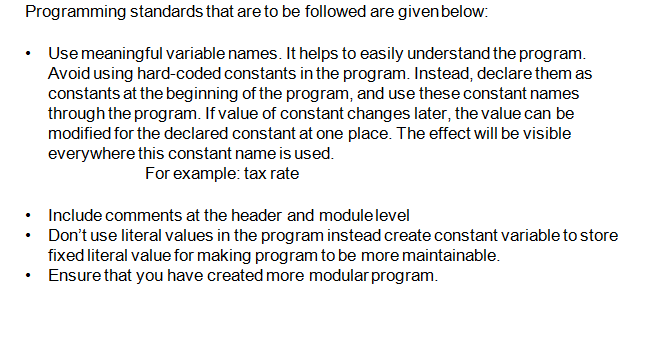 Programming standards that are to be followed are given below:
• Use meaningful variable names. It helps to easily understand the program.
Avoid using hard-coded constants in the program. Instead, declare them as
constants at the beginning of the program, and use these constant names
through the program. If value of constant changes later, the value can be
modified for the declared constant at one place. The effect will be visible
everywhere this constant name is used.
For example: tax rate
• Include comments at the header and module level
• Don’t use literal values in the program instead create constant variable to store
fixed literal value for making program to be more maintainable.
• Ensure that you have created more modular program.